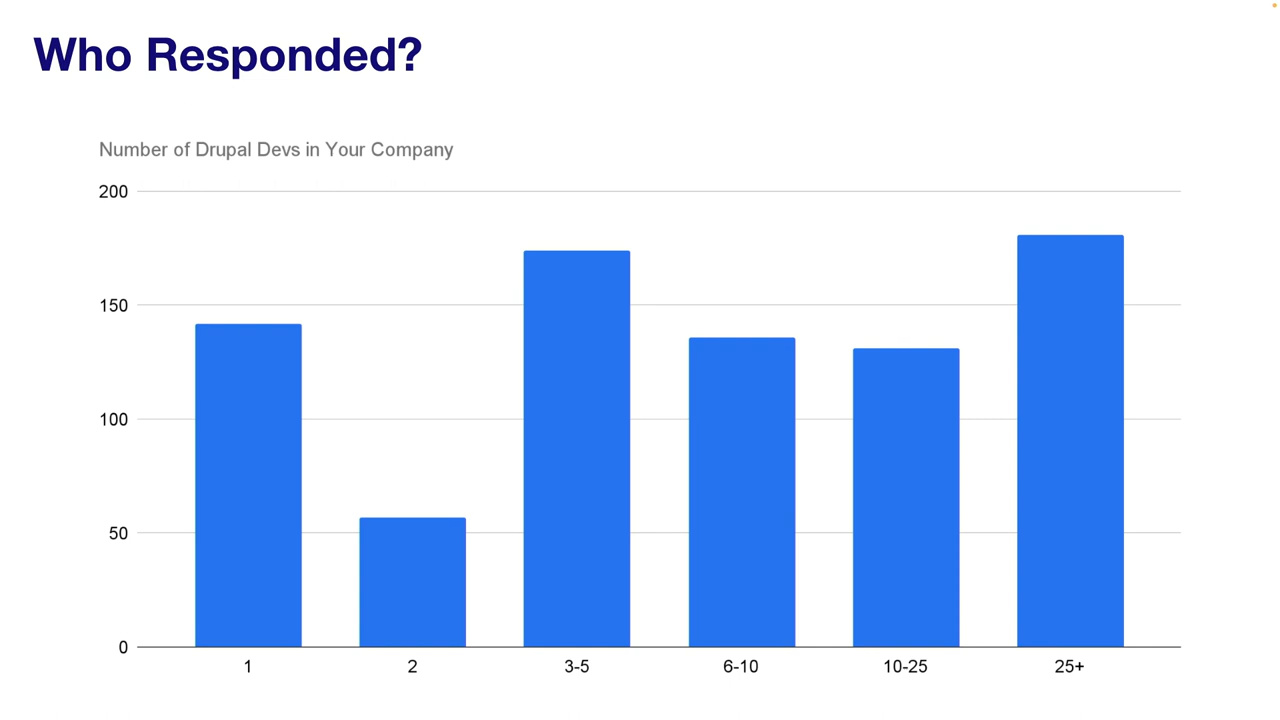 Who Responded?
Number of Drupal Devs in Your Company
200
150
100
50
0
1 2 3-5 6-10 10-25 25+